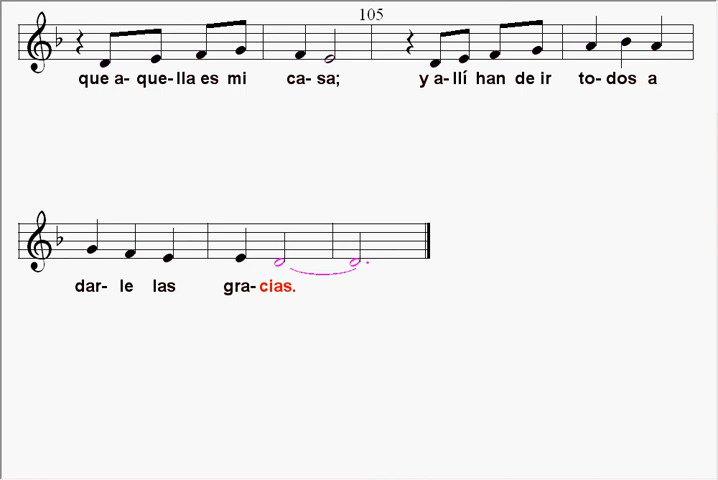 105
que a- que-lla es mi ca- sa; y a-llí han de ir to- dos a
dar- le las gra- cias.